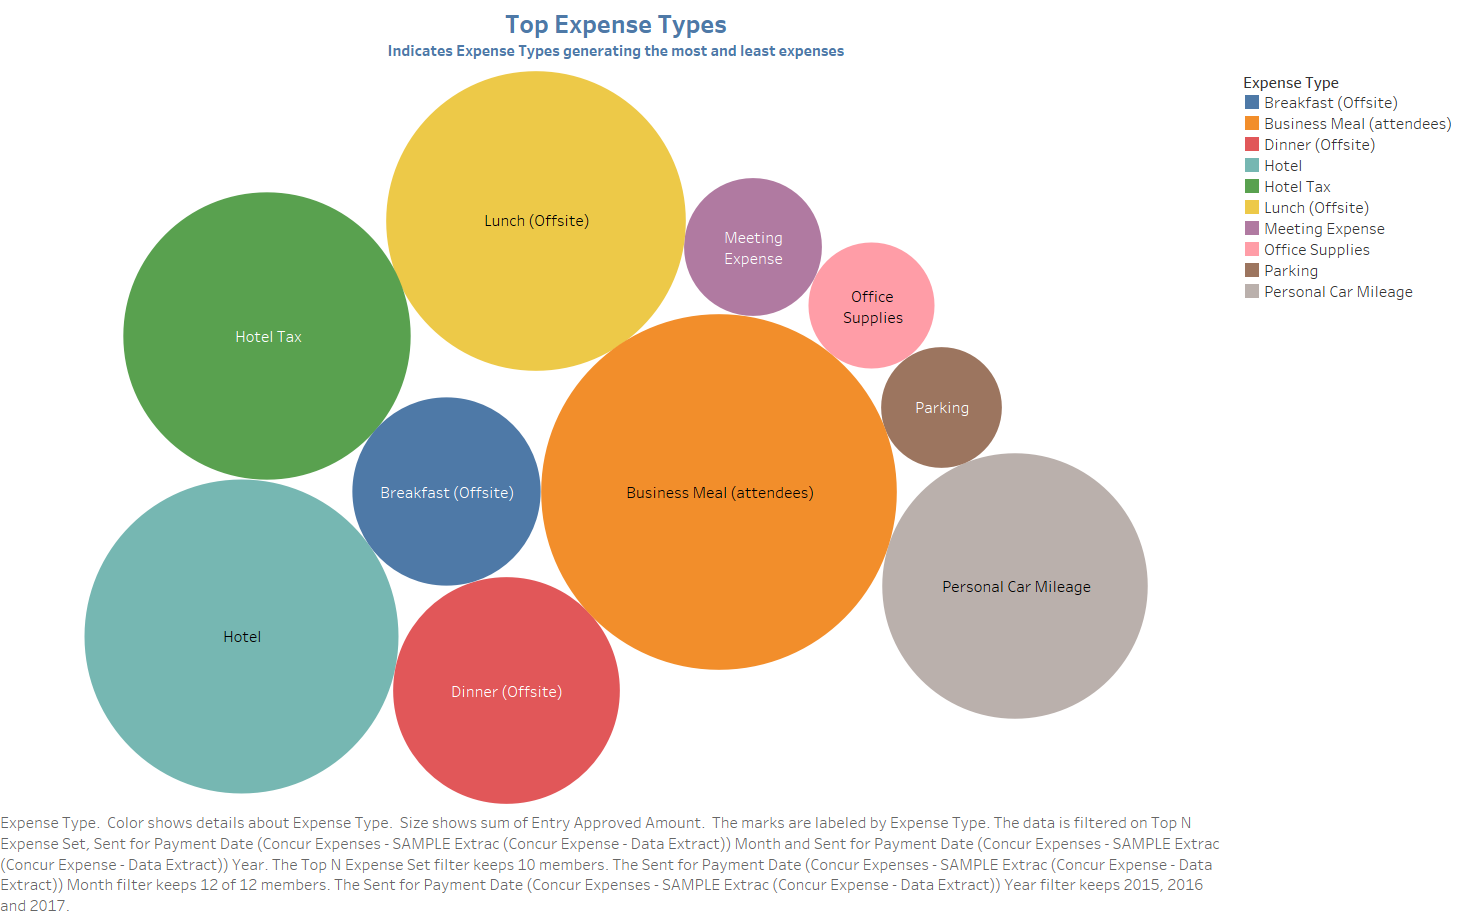 Top Expense Types
Indicates Expense Types generating the most and least expenses
Expense Type
Breakfast (Offsite)
Business Meal (attendees)
Dinner (Offsite)
Hotel
Hotel Tax
Lunch (Offsite)
Meeting Expense
Office Supplies
Parking
Personal Car Mileage
Lunch (Offsite)
Meeting
Expense
Office
Supplies
Hotel Tax
Parking
Breakfast (Offsite)
Business Meal (attendees)
Personal Car Mileage
Hotel
Dinner (Offsite)
Expense Type.  Color shows details about Expense Type.  Size shows sum of Entry Approved Amount.  The marks are labeled by Expense Type. The data is filtered on Top N
Expense Set, Sent for Payment Date (Concur Expenses - SAMPLE Extrac (Concur Expense - Data Extract)) Month and Sent for Payment Date (Concur Expenses - SAMPLE Extrac
(Concur Expense - Data Extract)) Year. The Top N Expense Set filter keeps 10 members. The Sent for Payment Date (Concur Expenses - SAMPLE Extrac (Concur Expense - Data
Extract)) Month filter keeps 12 of 12 members. The Sent for Payment Date (Concur Expenses - SAMPLE Extrac (Concur Expense - Data Extract)) Year filter keeps 2015, 2016
and 2017.